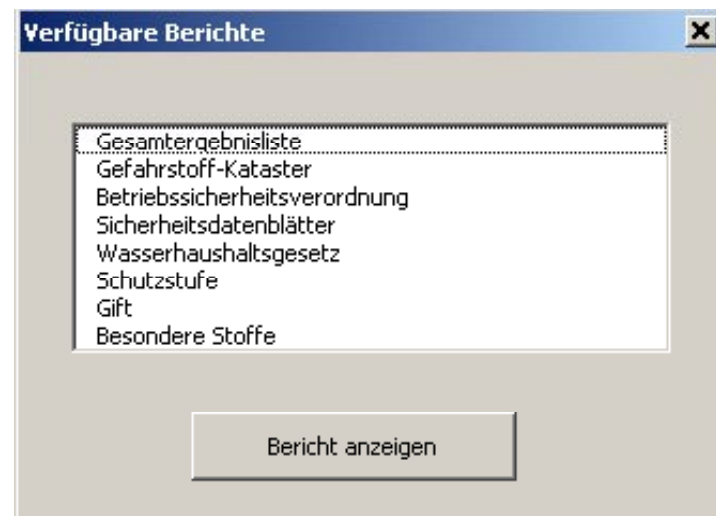 Verfügbare Berichte
Gesamtergebnisliste
Gefahrstoff-Kataster
Betriebssicherheitsverordnung
Sicherheitsdatenblätter
Wasserhaushaltsgesetz
Schutzstufe
Gift
Besondere Stoffe
Bericht anzeigen